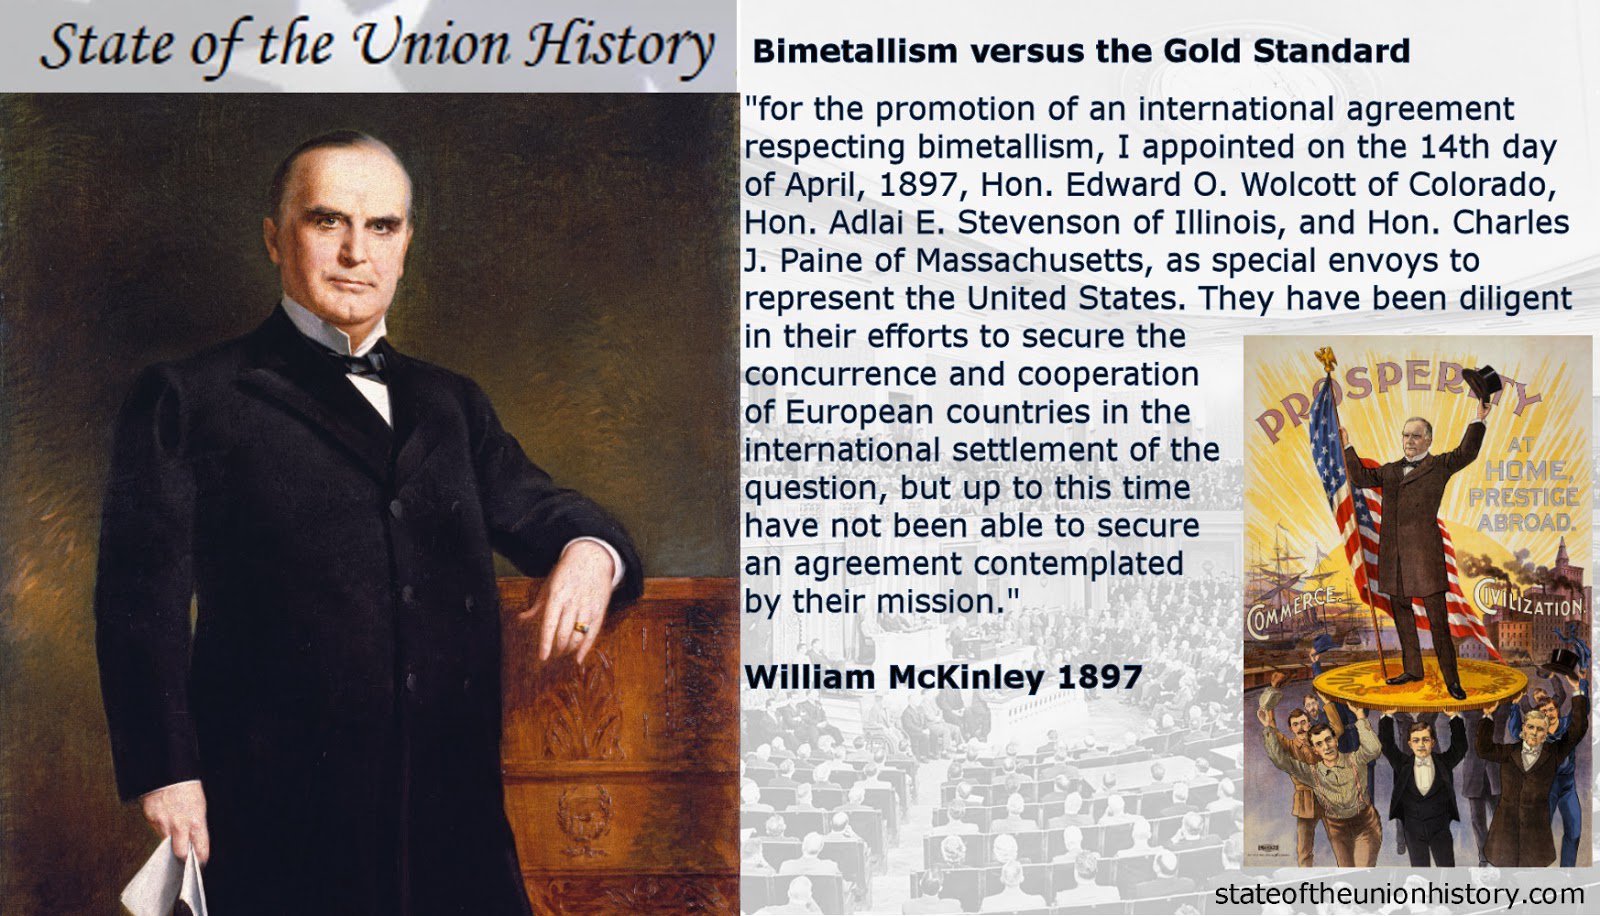 State of the Union History
Bimetallism versus the Gold Standard
"for the promotion of an international agreement
respecting bimetallism, I appointed on the 14th day
of April, 1897, Hon. Edward O. Wolcott of Colorado,
Hon. Adlai E. Stevenson of Illinois, and Hon. Charles
J. Paine of Massachusetts, as special envoys to
represent the United States. They have been diligent
in their efforts to secure the
concurrence and cooperation
of European countries in the
international settlement of the
question, but up to this time
have not been able to secure
an agreement contemplated
by their mission."
William McKinley 1897
PROSPERITY
AT
HOME,
PRESTIGE
ABROAD.
COMMERCE.
CIVILIZATION.
stateoftheunionhistory.com